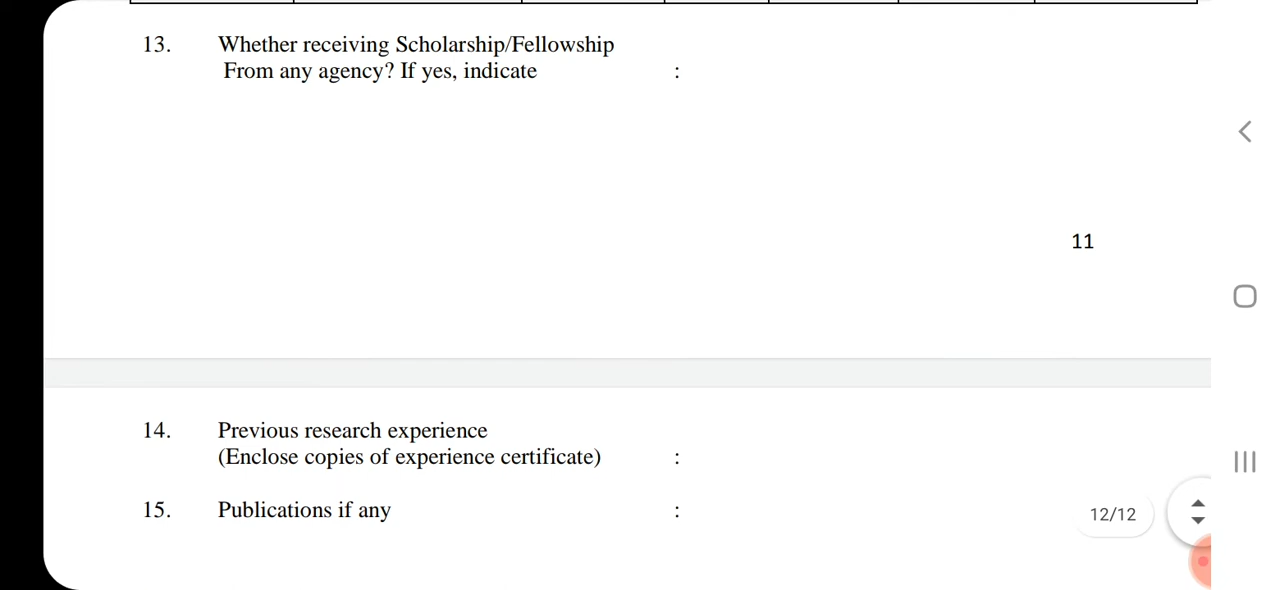 13. Whether receiving Scholarship/Fellowship
From any agency? If yes, indicate :
11
14. Previous research experience
(Enclose copies of experience certificate) :
15. Publications if any :
12/12